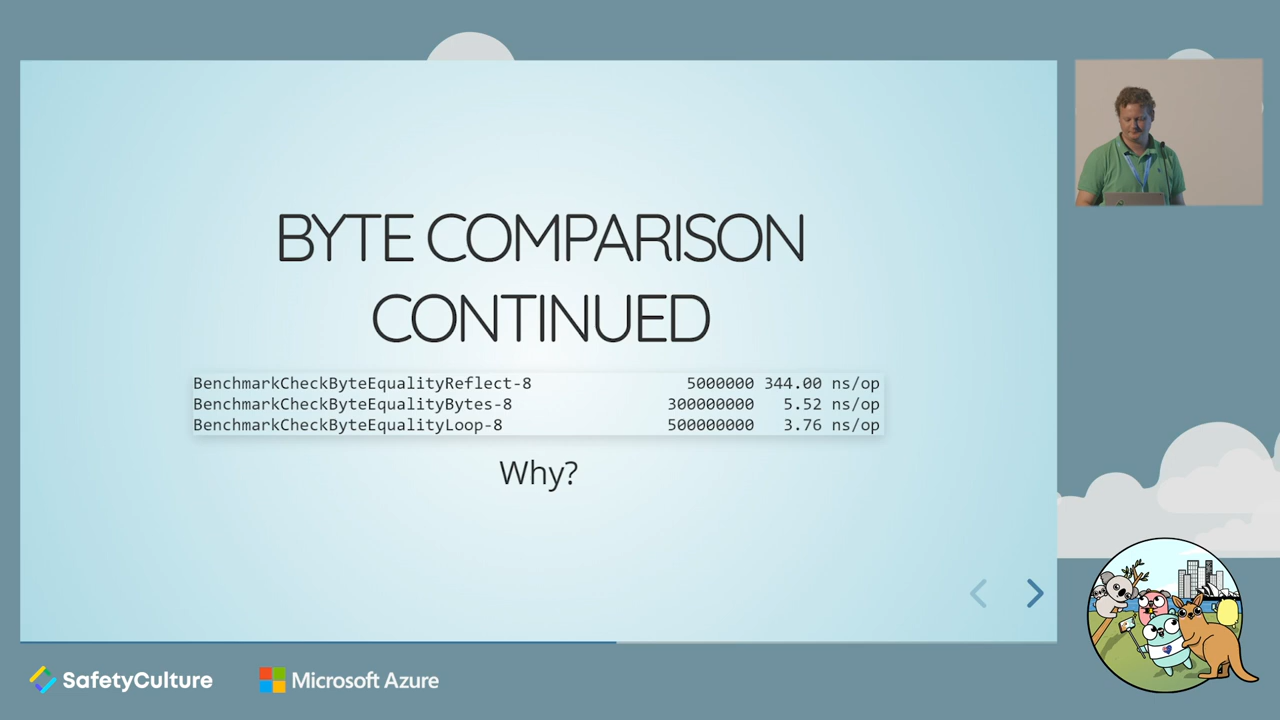 BYTE COMPARISON
CONTINUED
BenchmarkCheckByteEqualityReflect-8 5000000 344.00 ns/op
BenchmarkCheckByteEqualityBytes-8 300000000 5.52 ns/op
BenchmarkCheckByteEqualityLoop-8 500000000 3.76 ns/op
Why?
SafetyCulture
Microsoft Azure